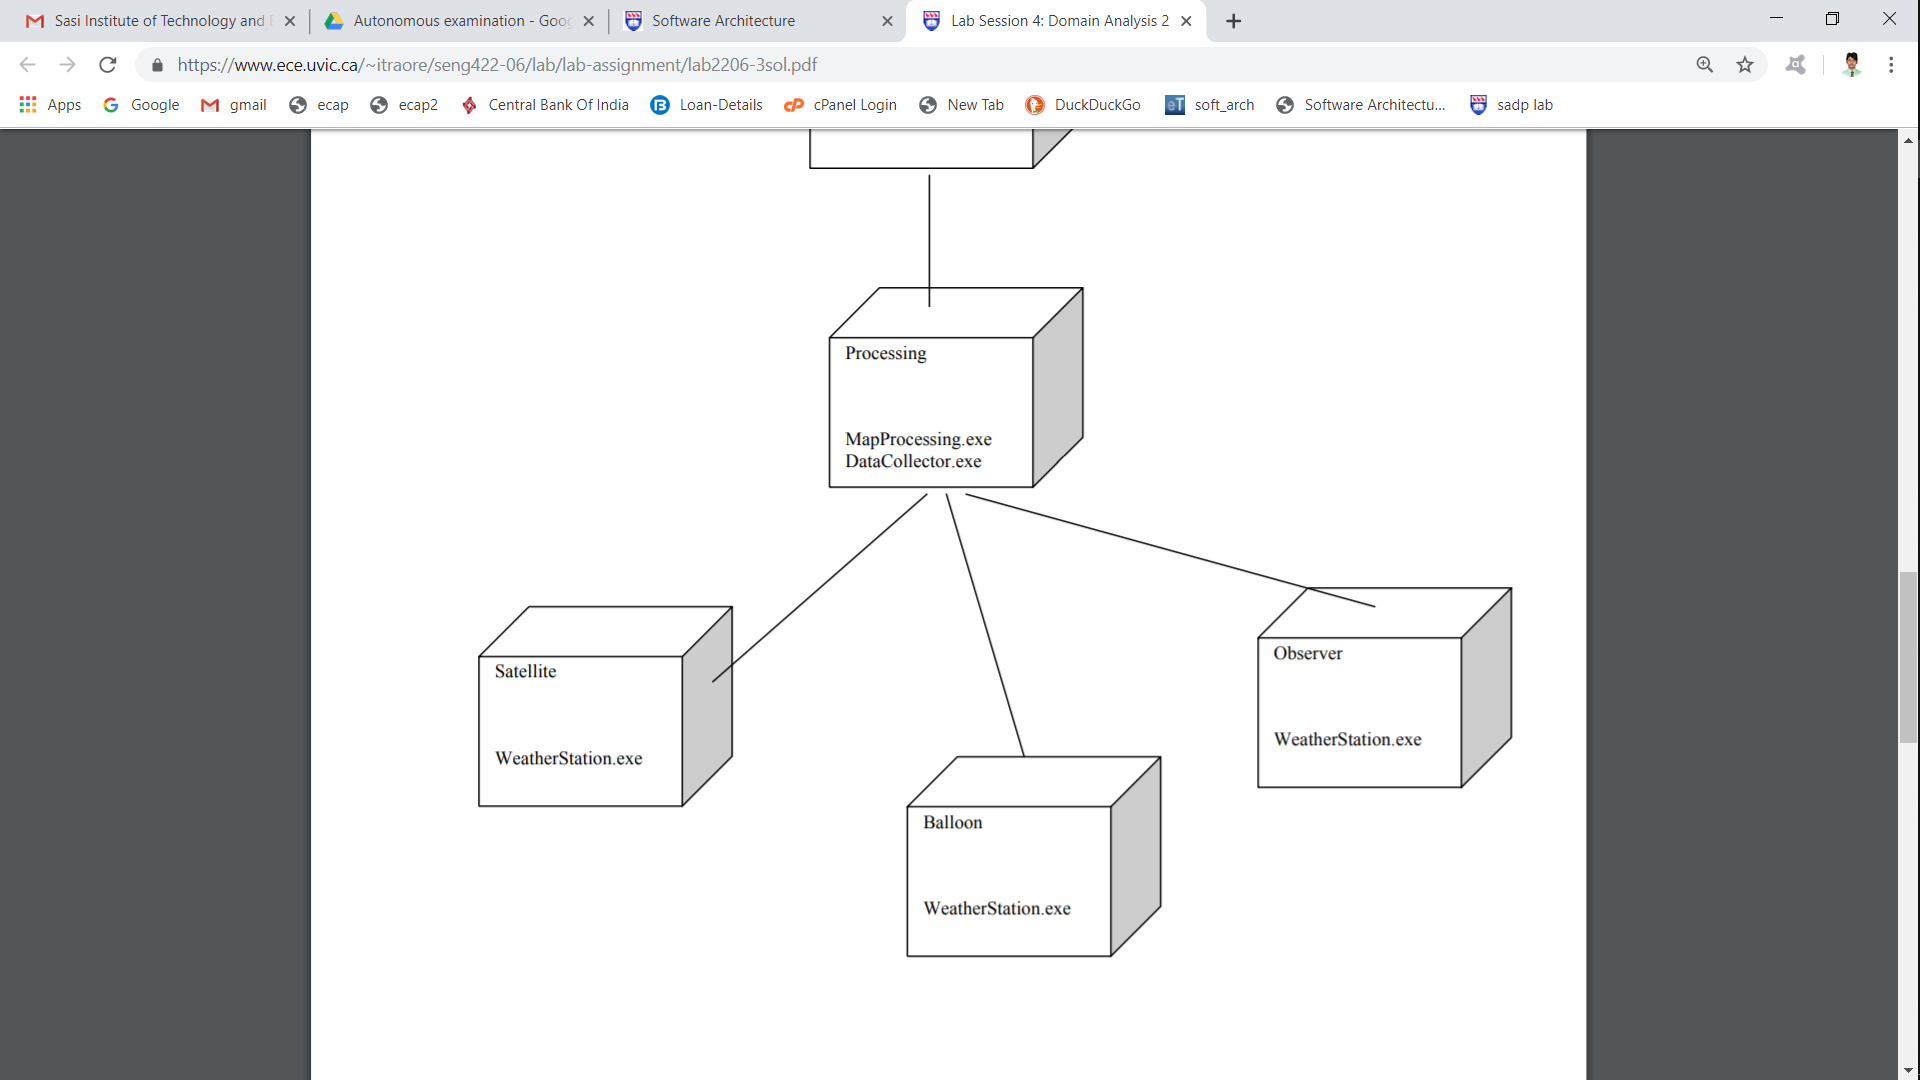 Sasi Institute of Technology and
Autonomous examination - Goo
Software Architecture
Lab Session 4: Domain Analysis 2
https://www.ece.uvic.ca/~itraore/seng422-06/lab/lab-assignment/lab2206-3sol.pdf
Apps
Google
gmail
ecap
ecap2
Central Bank Of India
Loan-Details
cPanel Login
New Tab
DuckDuckGo
soft_arch
Software Architectu...
sadp lab
Processing
MapProcessing.exe
DataCollector.exe
Satellite
WeatherStation.exe
Observer
WeatherStation.exe
Balloon
WeatherStation.exe